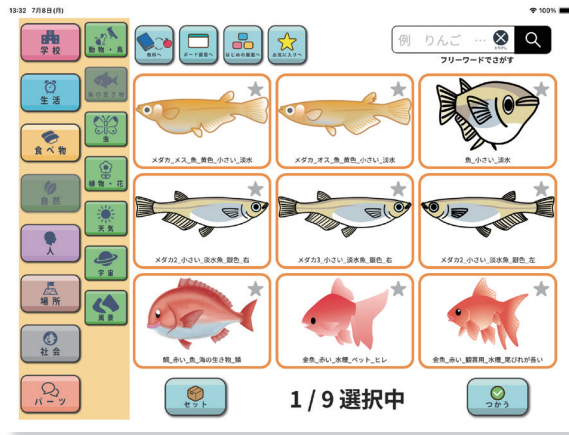 13:32 7月8日(月)
100%
学校
生活
食べ物
自然
人
場所
社会
パーツ
動物・鳥
海の生き物
虫
植物・花
天気
宇宙
風景
教科へ
ボード画面へ
はじめの画面へ
お気に入りへ
例 りんご …
フリーワードでさがす
メダカ_メス_魚_黄色_小さい_淡水
メダカ_オス_魚_黄色_小さい_淡水
魚_小さい_淡水
メダカ2_小さい_淡水魚_銀色_右
メダカ3_小さい_淡水魚_銀色_右
メダカ2_小さい_淡水魚_銀色_左
鯛_赤い_魚_海の生き物_鱗
金魚_赤い_水槽_ペット_ヒレ
金魚_赤い_観賞用_水槽_尾びれが長い
セット
1/9 選択中
つかう